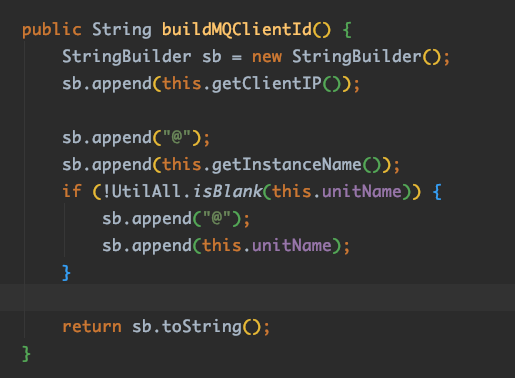 public String buildMQClientId() {
    StringBuilder sb = new StringBuilder();
    sb.append(this.getClientIP());

    sb.append("@");
    sb.append(this.getInstanceName());
    if (!UtilAll.isBlank(this.unitName)) {
        sb.append("@");
        sb.append(this.unitName);
    }

    return sb.toString();
}